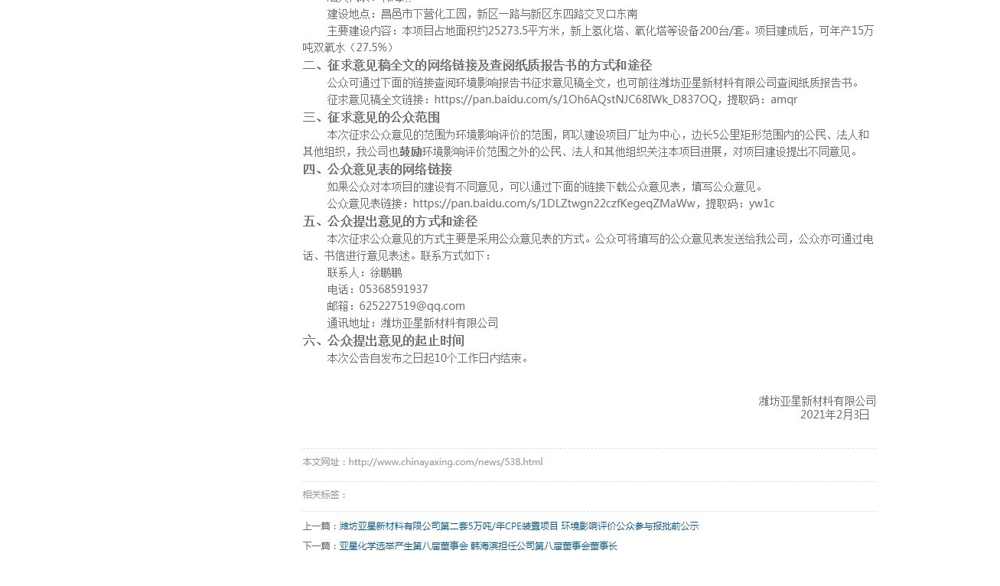 建设地点：昌邑市下营化工园，新区一路与新区东四路交叉口东南
主要建设内容：本项目占地面积约25273.5平方米，新上氢化塔、氧化塔等设备200台/套。项目建成后，可年产15万
吨双氧水（27.5%）
二、征求意见稿全文的网络链接及查阅纸质报告书的方式和途径
公众可通过下面的链接查阅环境影响报告书征求意见稿全文，也可前往潍坊亚星新材料有限公司查阅纸质报告书。
征求意见稿全文链接：https://pan.baidu.com/s/1Oh6AQstNJC68IWk_D837OQ，提取码：amqr
三、征求意见的公众范围
本次征求公众意见的范围为环境影响评价的范围，即以建设项目厂址为中心，边长5公里矩形范围内的公民、法人和
其他组织，我公司也鼓励环境影响评价范围之外的公民、法人和其他组织关注本项目进展，对项目建设提出不同意见。
四、公众意见表的网络链接
如果公众对本项目的建设有不同意见，可以通过下面的链接下载公众意见表，填写公众意见。
公众意见表链接：https://pan.baidu.com/s/1DLZtwgn22czfKegeqZMaWw，提取码：yw1c
五、公众提出意见的方式和途径
本次征求公众意见的方式主要是采用公众意见表的方式。公众可将填写的公众意见表发送给我公司，公众亦可通过电
话、书信进行意见表述。联系方式如下：
联系人：徐鹏鹏
电话：05368591937
邮箱：625227519@qq.com
通讯地址：潍坊亚星新材料有限公司
六、公众提出意见的起止时间
本次公告自发布之日起10个工作日内结束。
潍坊亚星新材料有限公司
2021年2月3日
本文网址：http://www.chinayaxing.com/news/538.html
相关标签：
上一篇：潍坊亚星新材料有限公司第二套5万吨/年CPE装置项目 环境影响评价公众参与报批前公示
下一篇：亚星化学选举产生第八届董事会 韩海滨担任公司第八届董事会董事长